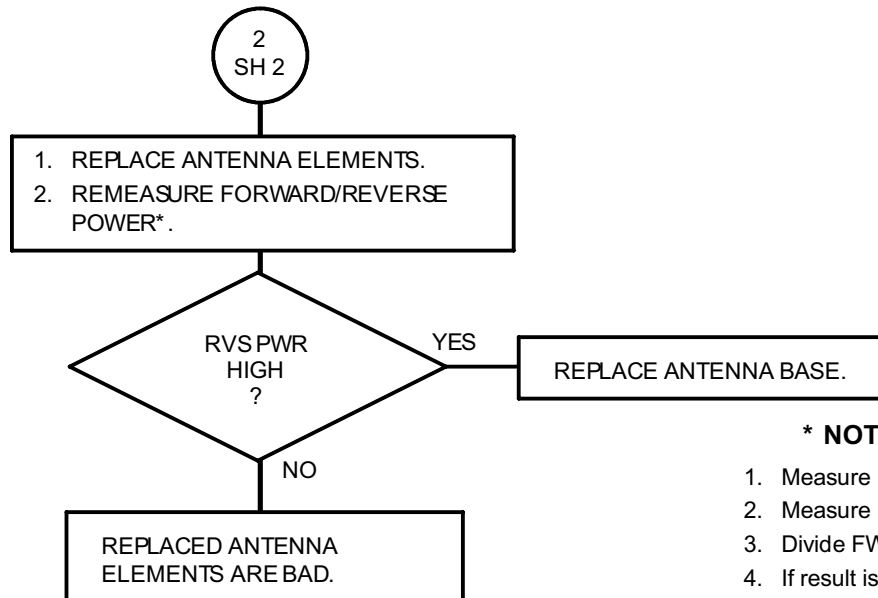 2
SH 2
1. REPLACE ANTENNA ELEMENTS.
2. REMEASURE FORWARD/REVERSE
POWER*.
RVS PWR
HIGH
?
YES
REPLACE ANTENNA BASE.
NO
REPLACED ANTENNA
ELEMENTS ARE BAD.
* NOT
1. Measure
2. Measure
3. Divide FW
4. If result is